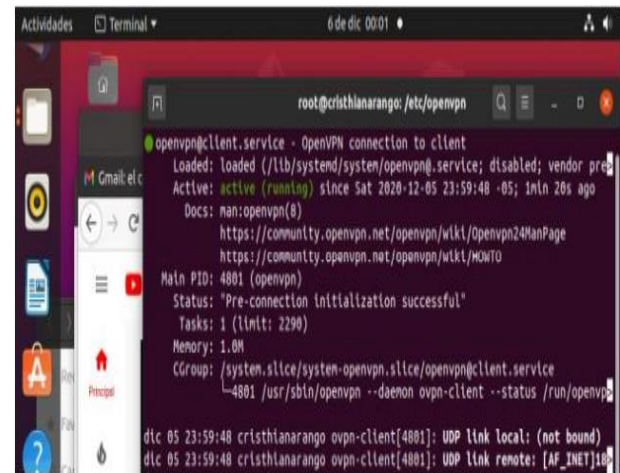 Actividades Terminal 6 de dic 00:01
root@cristhianarango: /etc/openvpn
openvpn@client.service - OpenVPN connection to client
Loaded: loaded (/lib/systemd/system/openvpn@.service; disabled; vendor pre>
M Gmail: el c
Active: active (running) since Sat 2020-12-05 23:59:48 -05; 1min 20s ago
Docs: man:openvpn(8)
https://community.openvpn.net/openvpn/wiki/Openvpn24ManPage
https://community.openvpn.net/openvpn/wiki/HOWTO
Main PID: 4801 (openvpn)
Status: "Pre-connection initialization successful"
Tasks: 1 (limit: 2290)
Memory: 1.0M
CGroup: /system.slice/system-openvpn.slice/openvpn@client.service
└─4801 /usr/sbin/openvpn --daemon ovpn-client --status /run/openvp>
Principal
Fav
dic 05 23:59:48 cristhianarango ovpn-client[4801]: UDP link local: (not bound)
dic 05 23:59:48 cristhianarango ovpn-client[4801]: UDP link remote: [AF_INET]18>